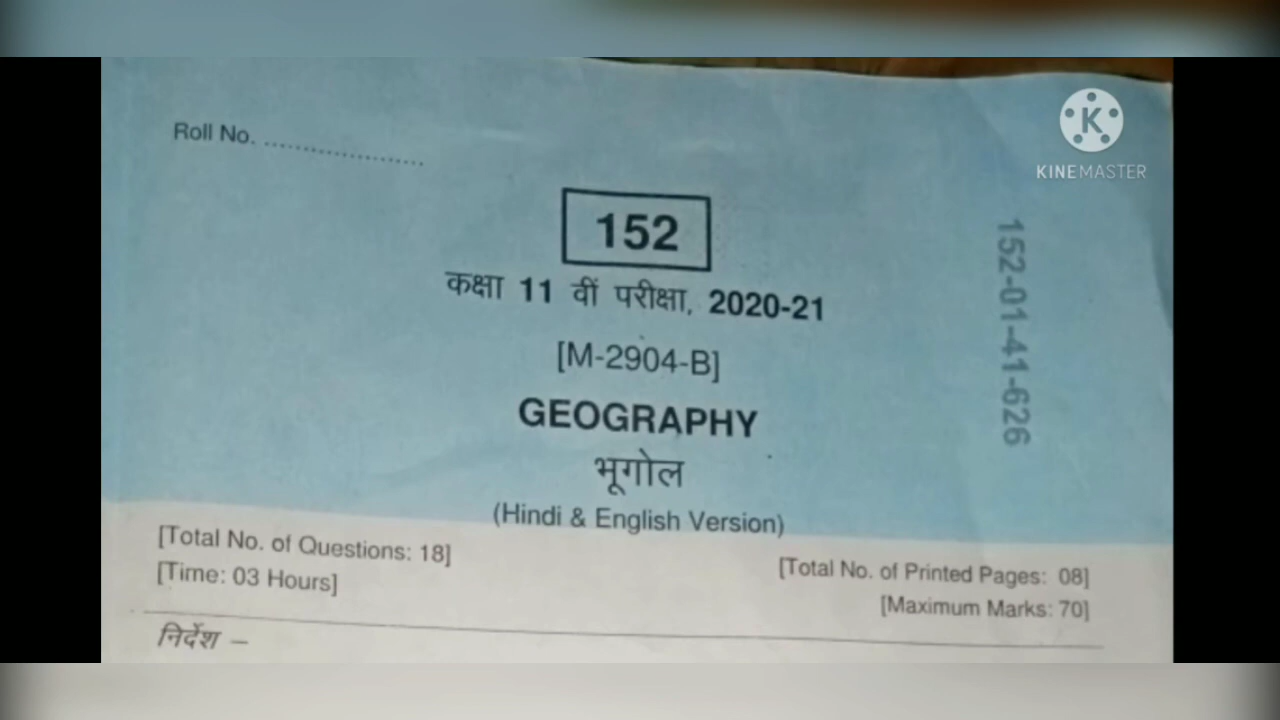 Roll No. ......................
K
KINEMASTER
152
152-01-41-626
कक्षा 11 वीं परीक्षा, 2020-21
[M-2904-B]
GEOGRAPHY
भूगोल
(Hindi & English Version)
[Total No. of Questions: 18]
[Total No. of Printed Pages: 08]
[Time: 03 Hours]
[Maximum Marks: 70]
निर्देश –